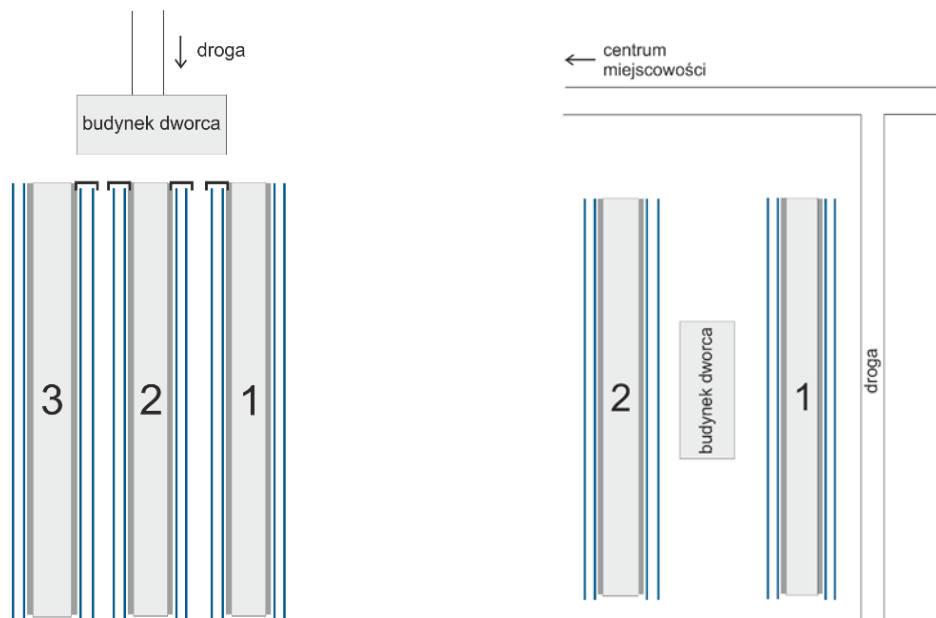 droga
budynek dworca
3
2
1
centrum
miejscowości
2
budynek dworca
1
droga